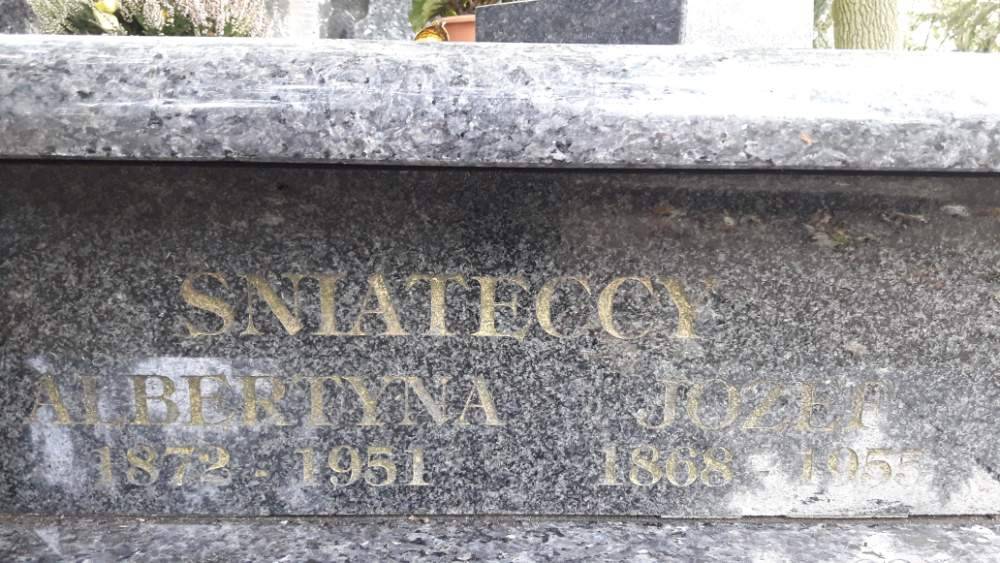 SNIATECCY
ALBERTYNA JOZEF
1872 - 1951 1868 - 1955